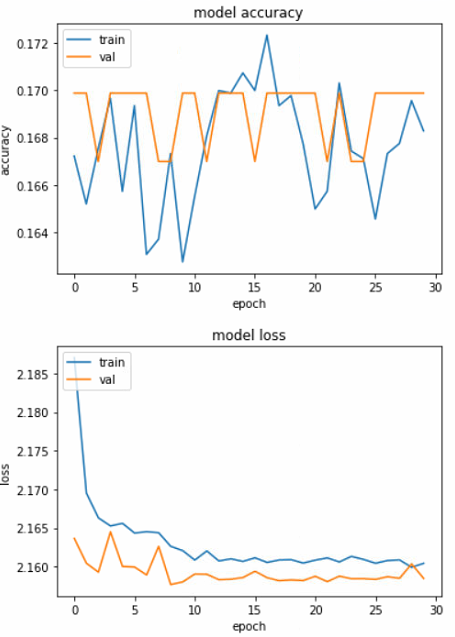 model accuracy
train
val
0.172
0.170
0.168
0.166
0.164
accuracy
0 5 10 15 20 25 30
epoch
model loss
train
val
2.185
2.180
2.175
2.170
2.165
2.160
loss
0 5 10 15 20 25 30
epoch